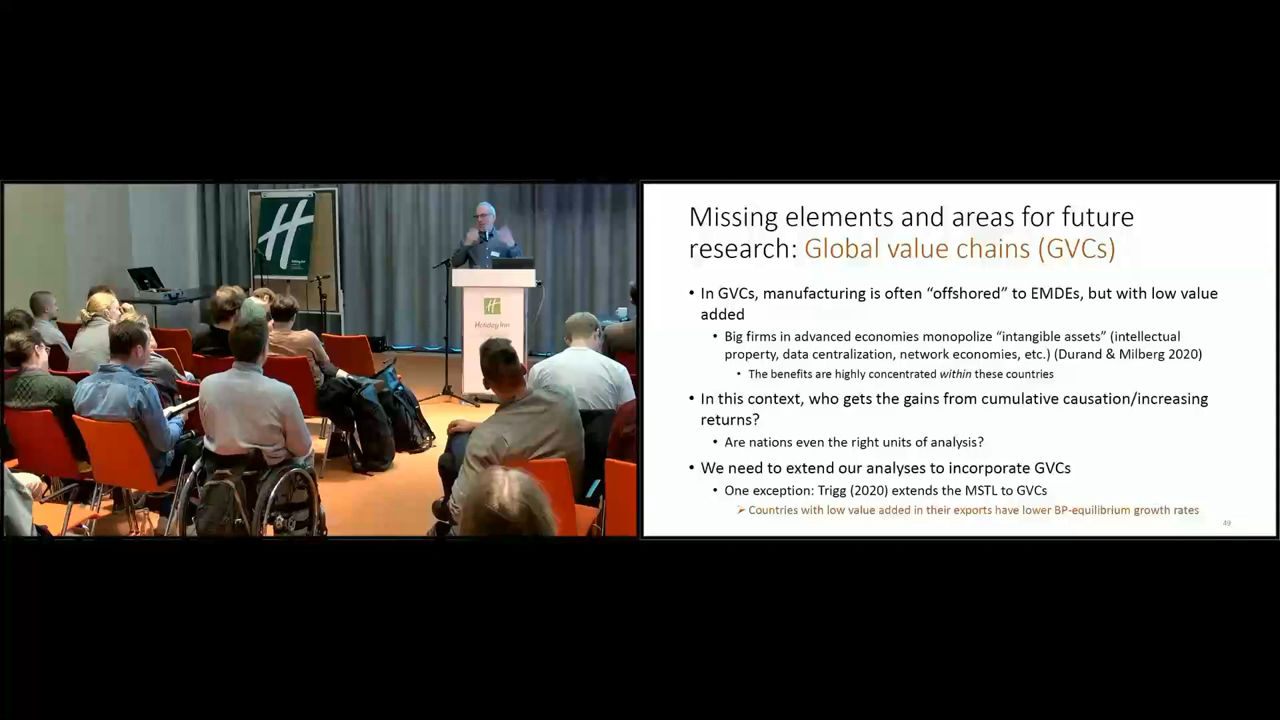 H
Holiday Inn
H
Holiday Inn
Missing elements and areas for future
research: Global value chains (GVCs)
• In GVCs, manufacturing is often “offshored” to EMDEs, but with low value
added
• Big firms in advanced economies monopolize “intangible assets” (intellectual
property, data centralization, network economies, etc.) (Durand & Milberg 2020)
• The benefits are highly concentrated within these countries
• In this context, who gets the gains from cumulative causation/increasing
returns?
• Are nations even the right units of analysis?
• We need to extend our analyses to incorporate GVCs
• One exception: Trigg (2020) extends the MSTL to GVCs
➢ Countries with low value added in their exports have lower BP-equilibrium growth rates
49